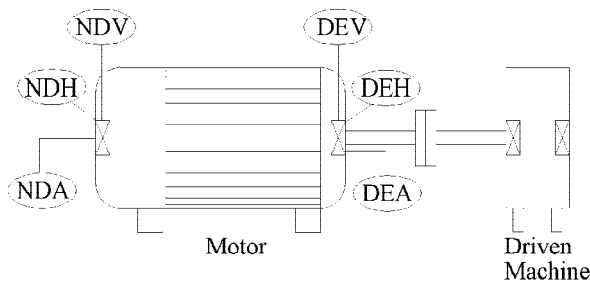 NDV
DEV
NDH
DEH
NDA
DEA
Motor
Driven
Machine